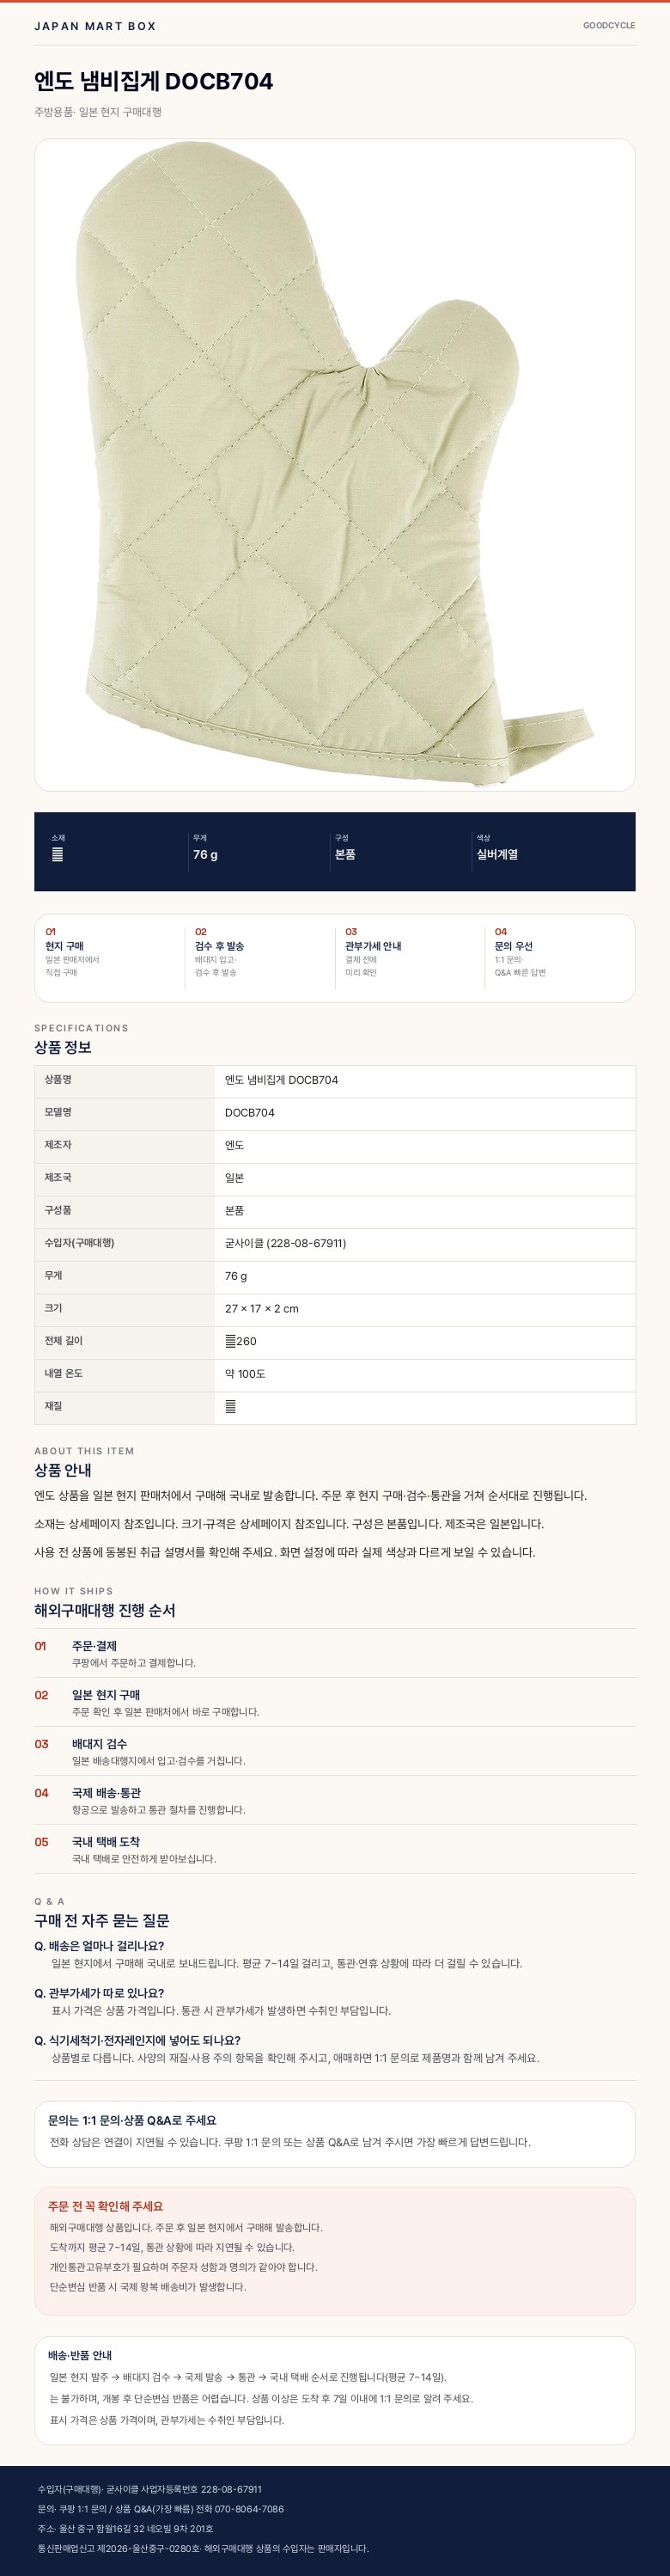 JAPAN MART BOX
GOODCYCLE
엔도 냄비집게 DOCB704
주방용품· 일본 현지 구매대행
소재
무게
76 g
구성
본품
색상
실버계열
01
현지 구매
일본 판매처에서
직접 구매
02
검수 후 발송
배대지 입고·
검수 후 발송
03
관부가세 안내
결제 전에
미리 확인
04
문의 우선
1:1 문의·
Q&A 빠른 답변
SPECIFICATIONS
상품 정보
상품명 엔도 냄비집게 DOCB704
모델명 DOCB704
제조자 엔도
제조국 일본
구성품 본품
수입자(구매대행) 굳사이클 (228-08-67911)
무게 76 g
크기 27 × 17 × 2 cm
전체 길이 260
내열 온도 약 100도
재질
ABOUT THIS ITEM
상품 안내
엔도 상품을 일본 현지 판매처에서 구매해 국내로 발송합니다. 주문 후 현지 구매·검수·통관을 거쳐 순서대로 진행됩니다.
소재는 상세페이지 참조입니다. 크기·규격은 상세페이지 참조입니다. 구성은 본품입니다. 제조국은 일본입니다.
사용 전 상품에 동봉된 취급 설명서를 확인해 주세요. 화면 설정에 따라 실제 색상과 다르게 보일 수 있습니다.
HOW IT SHIPS
해외구매대행 진행 순서
01 주문·결제
쿠팡에서 주문하고 결제합니다.
02 일본 현지 구매
주문 확인 후 일본 판매처에서 바로 구매합니다.
03 배대지 검수
일본 배송대행지에서 입고·검수를 거칩니다.
04 국제 배송·통관
항공으로 발송하고 통관 절차를 진행합니다.
05 국내 택배 도착
국내 택배로 안전하게 받아보십니다.
Q & A
구매 전 자주 묻는 질문
Q. 배송은 얼마나 걸리나요?
일본 현지에서 구매해 국내로 보내드립니다. 평균 7–14일 걸리고, 통관·연휴 상황에 따라 더 걸릴 수 있습니다.
Q. 관부가세가 따로 있나요?
표시 가격은 상품 가격입니다. 통관 시 관부가세가 발생하면 수취인 부담입니다.
Q. 식기세척기·전자레인지에 넣어도 되나요?
상품별로 다릅니다. 사양의 재질·사용 주의 항목을 확인해 주시고, 애매하면 1:1 문의로 제품명과 함께 남겨 주세요.
문의는 1:1 문의·상품 Q&A로 주세요
전화 상담은 연결이 지연될 수 있습니다. 쿠팡 1:1 문의 또는 상품 Q&A로 남겨 주시면 가장 빠르게 답변드립니다.
주문 전 꼭 확인해 주세요
해외구매대행 상품입니다. 주문 후 일본 현지에서 구매해 발송합니다.
도착까지 평균 7–14일, 통관 상황에 따라 지연될 수 있습니다.
개인통관고유부호가 필요하며 주문자 성함과 명의가 같아야 합니다.
단순변심 반품 시 국제 왕복 배송비가 발생합니다.
배송·반품 안내
일본 현지 발주 → 배대지 검수 → 국제 발송 → 통관 → 국내 택배 순서로 진행됩니다(평균 7–14일).
는 불가하며, 개봉 후 단순변심 반품은 어렵습니다. 상품 이상은 도착 후 7일 이내에 1:1 문의로 알려 주세요.
표시 가격은 상품 가격이며, 관부가세는 수취인 부담입니다.
수입자(구매대행)· 굳사이클 사업자등록번호 228-08-67911
문의· 쿠팡 1:1 문의 / 상품 Q&A(가장 빠름) 전화 070-8064-7086
주소· 울산 중구 함월16길 32 네오빌 9차 201호
통신판매업신고 제2026-울산중구-0280호· 해외구매대행 상품의 수입자는 판매자입니다.